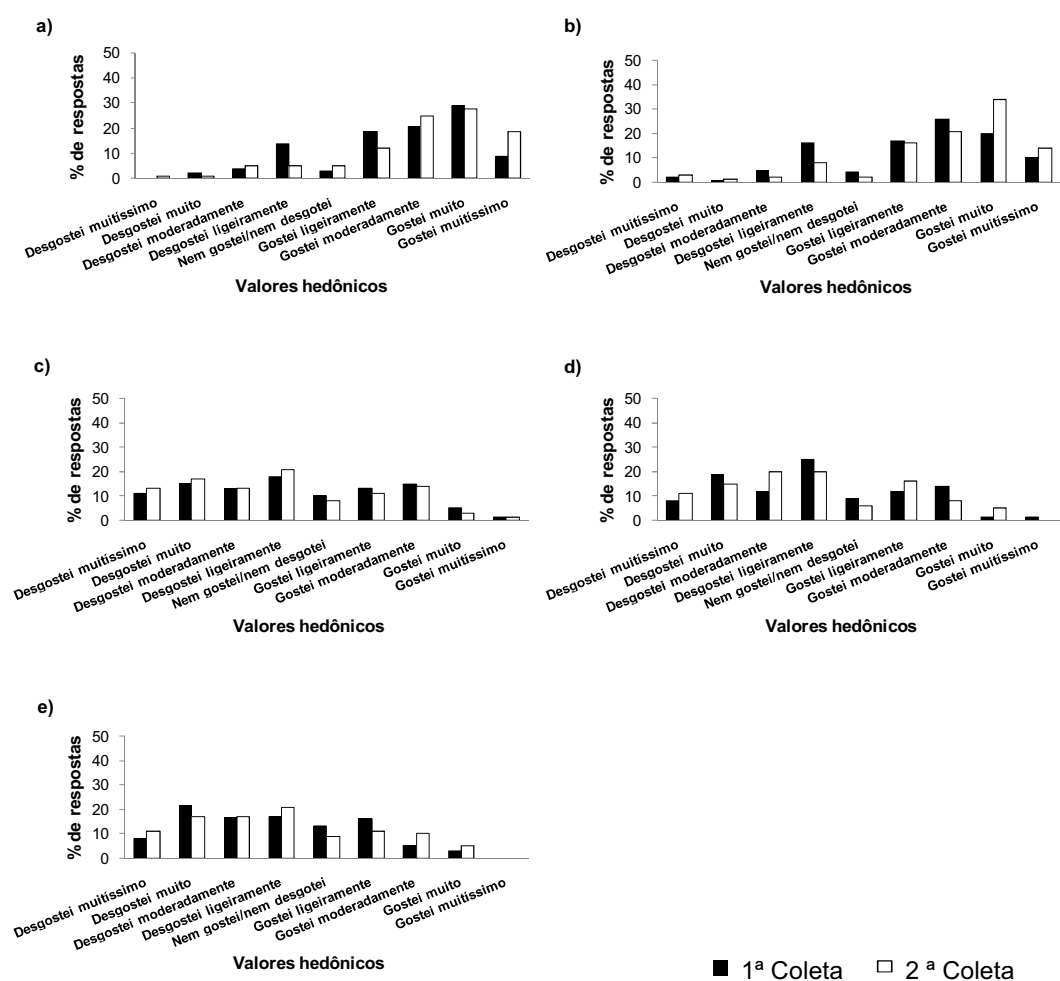 a)
% de respostas
50
40
30
20
10
0
Desgostei muitíssimo
Desgostei muito
Desgostei moderadamente
Desgostei ligeiramente
Nem gostei/nem desgotei
Gostei ligeiramente
Gostei moderadamente
Gostei muito
Gostei muitíssimo
Valores hedônicos
b)
% de respostas
50
40
30
20
10
0
Desgostei muitíssimo
Desgostei muito
Desgostei moderadamente
Desgostei ligeiramente
Nem gostei/nem desgotei
Gostei ligeiramente
Gostei moderadamente
Gostei muito
Gostei muitíssimo
Valores hedônicos
c)
% de respostas
50
40
30
20
10
0
Desgostei muitíssimo
Desgostei muito
Desgostei moderadamente
Desgostei ligeiramente
Nem gostei/nem desgotei
Gostei ligeiramente
Gostei moderadamente
Gostei muito
Gostei muitíssimo
Valores hedônicos
d)
% de respostas
50
40
30
20
10
0
Desgostei muitíssimo
Desgostei muito
Desgostei moderadamente
Desgostei ligeiramente
Nem gostei/nem desgotei
Gostei ligeiramente
Gostei moderadamente
Gostei muito
Gostei muitíssimo
Valores hedônicos
e)
% de respostas
50
40
30
20
10
0
Desgostei muitíssimo
Desgostei muito
Desgostei moderadamente
Desgostei ligeiramente
Nem gostei/nem desgotei
Gostei ligeiramente
Gostei moderadamente
Gostei muito
Gostei muitíssimo
Valores hedônicos
1ª Coleta
2 ª Coleta